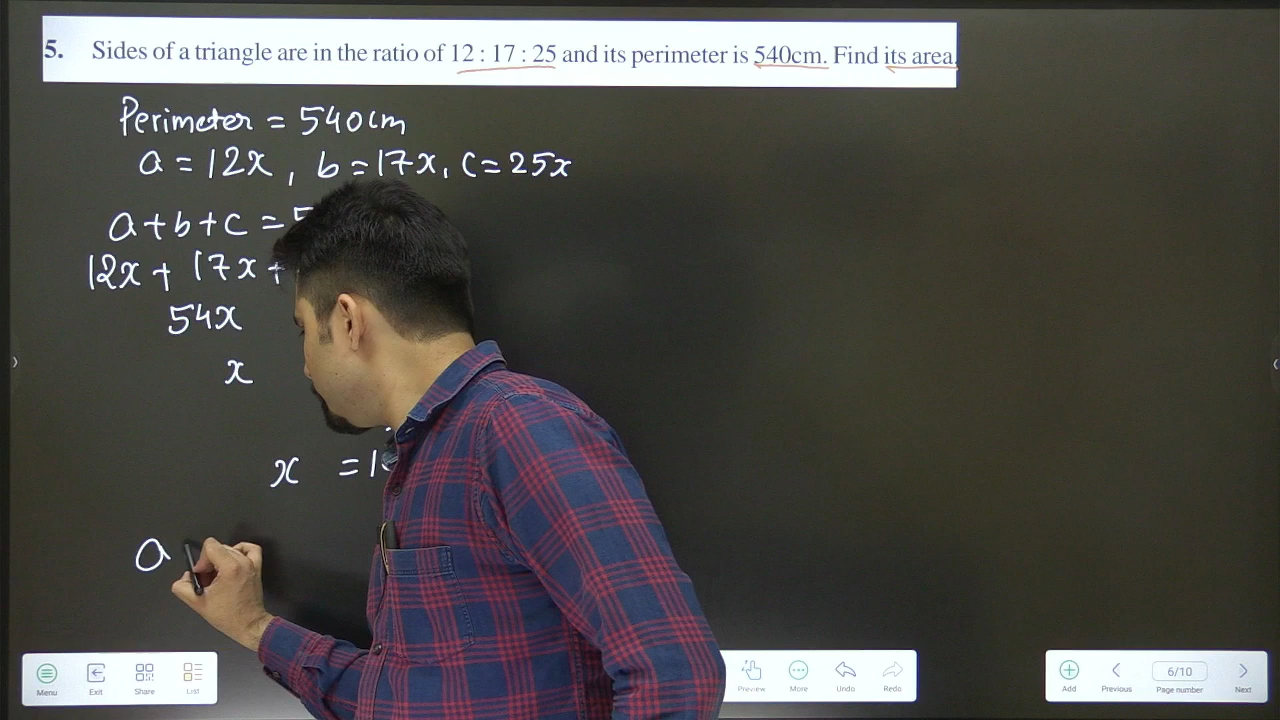 5. Sides of a triangle are in the ratio of 12 : 17 : 25 and its perimeter is 540cm. Find its area.
Perimeter = 540cm
a = 12x, b = 17x, c = 25x
a + b + c =
12x + 17x +
54x
x
x = 1
a
Menu Exit Share List Preview More Undo Redo Add Previous 6/10 Page number Next